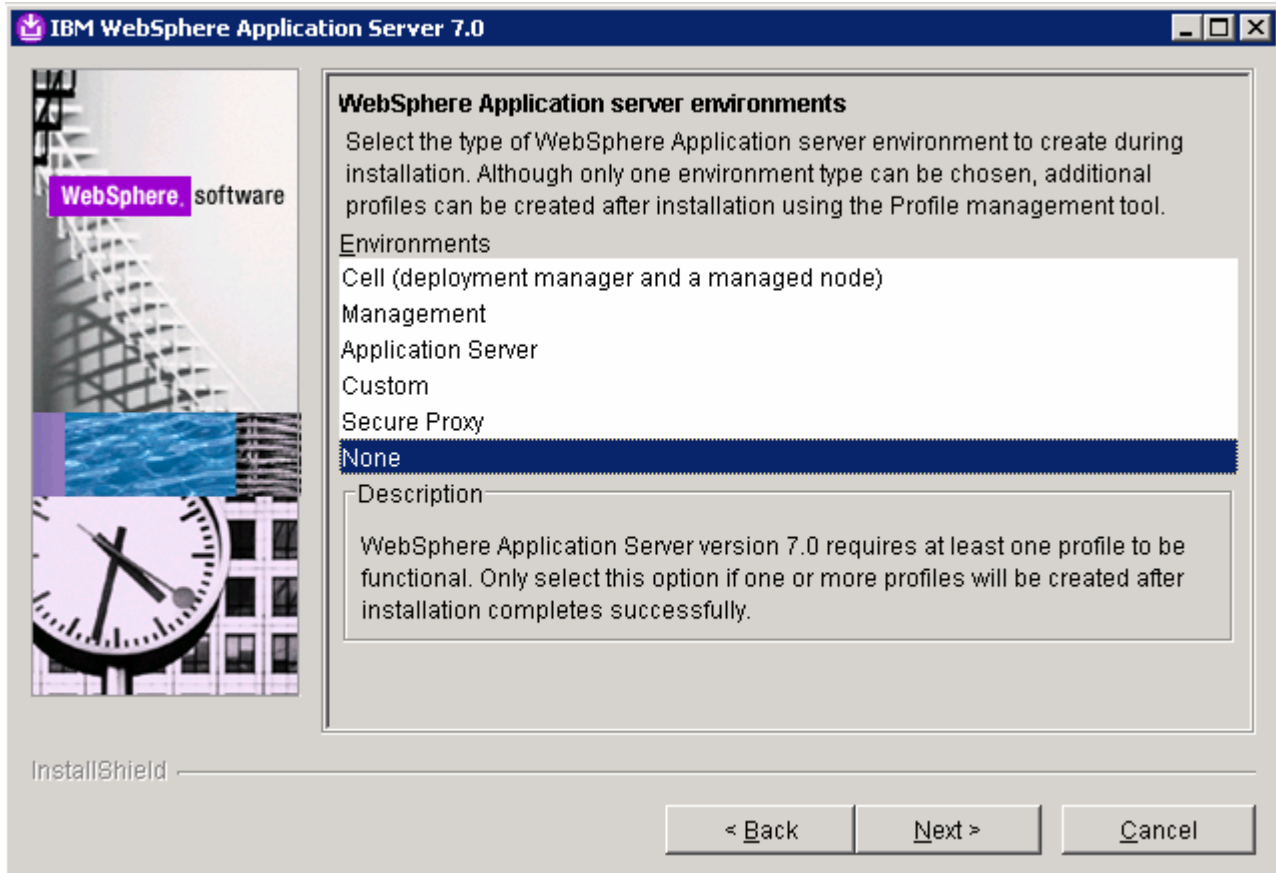 IBM WebSphere Application Server 7.0
WebSphere Application server environments
Select the type of WebSphere Application server environment to create during
installation. Although only one environment type can be chosen, additional
profiles can be created after installation using the Profile management tool.
WebSphere. software
Environments
Cell (deployment manager and a managed node)
Management
Application Server
Custom
Secure Proxy
None
Description
WebSphere Application Server version 7.0 requires at least one profile to be
functional. Only select this option if one or more profiles will be created after
installation completes successfully.
InstallShield
< Back Next > Cancel